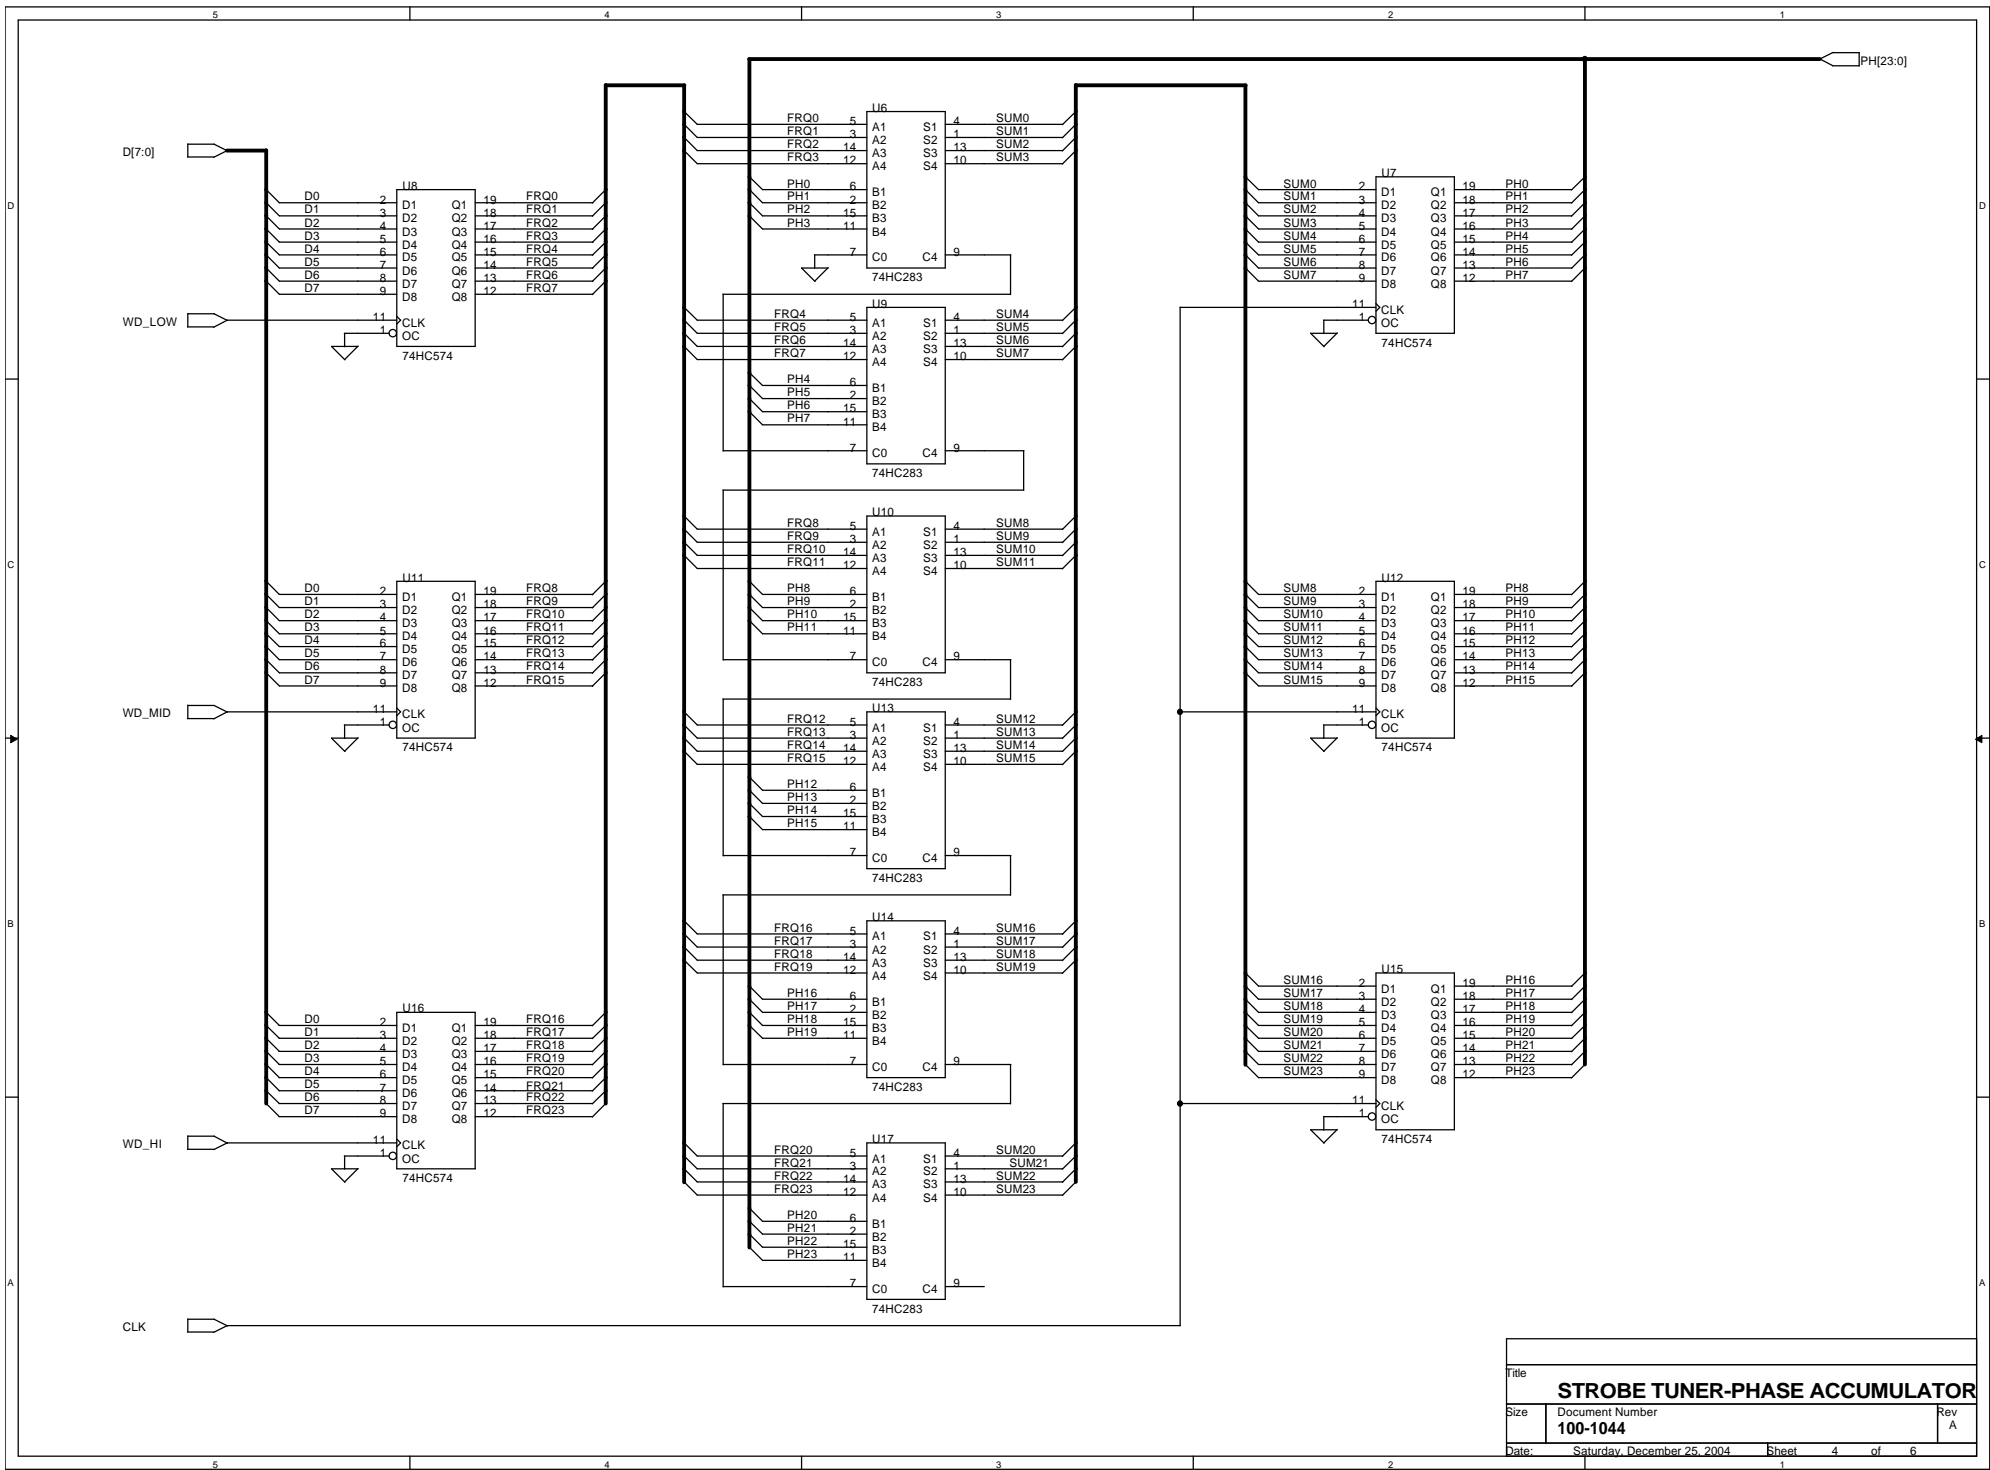 5 4 3 2 1
D D
C C
B B
A A
PH[23:0]
D[7:0]
WD_LOW
WD_MID
WD_HI
CLK
U8
D0 2 D1 Q1 19 FRQ0
D1 3 D2 Q2 18 FRQ1
D2 4 D3 Q3 17 FRQ2
D3 5 D4 Q4 16 FRQ3
D4 6 D5 Q5 15 FRQ4
D5 7 D6 Q6 14 FRQ5
D6 8 D7 Q7 13 FRQ6
D7 9 D8 Q8 12 FRQ7
11 CLK
1 OC
74HC574
U11
D0 2 D1 Q1 19 FRQ8
D1 3 D2 Q2 18 FRQ9
D2 4 D3 Q3 17 FRQ10
D3 5 D4 Q4 16 FRQ11
D4 6 D5 Q5 15 FRQ12
D5 7 D6 Q6 14 FRQ13
D6 8 D7 Q7 13 FRQ14
D7 9 D8 Q8 12 FRQ15
11 CLK
1 OC
74HC574
U16
D0 2 D1 Q1 19 FRQ16
D1 3 D2 Q2 18 FRQ17
D2 4 D3 Q3 17 FRQ18
D3 5 D4 Q4 16 FRQ19
D4 6 D5 Q5 15 FRQ20
D5 7 D6 Q6 14 FRQ21
D6 8 D7 Q7 13 FRQ22
D7 9 D8 Q8 12 FRQ23
11 CLK
1 OC
74HC574
U6
FRQ0 5 A1 S1 4 SUM0
FRQ1 3 A2 S2 1 SUM1
FRQ2 14 A3 S3 13 SUM2
FRQ3 12 A4 S4 10 SUM3
PH0 6 B1
PH1 2 B2
PH2 15 B3
PH3 11 B4
7 C0 C4 9
74HC283
U9
FRQ4 5 A1 S1 4 SUM4
FRQ5 3 A2 S2 1 SUM5
FRQ6 14 A3 S3 13 SUM6
FRQ7 12 A4 S4 10 SUM7
PH4 6 B1
PH5 2 B2
PH6 15 B3
PH7 11 B4
7 C0 C4 9
74HC283
U10
FRQ8 5 A1 S1 4 SUM8
FRQ9 3 A2 S2 1 SUM9
FRQ10 14 A3 S3 13 SUM10
FRQ11 12 A4 S4 10 SUM11
PH8 6 B1
PH9 2 B2
PH10 15 B3
PH11 11 B4
7 C0 C4 9
74HC283
U13
FRQ12 5 A1 S1 4 SUM12
FRQ13 3 A2 S2 1 SUM13
FRQ14 14 A3 S3 13 SUM14
FRQ15 12 A4 S4 10 SUM15
PH12 6 B1
PH13 2 B2
PH14 15 B3
PH15 11 B4
7 C0 C4 9
74HC283
U14
FRQ16 5 A1 S1 4 SUM16
FRQ17 3 A2 S2 1 SUM17
FRQ18 14 A3 S3 13 SUM18
FRQ19 12 A4 S4 10 SUM19
PH16 6 B1
PH17 2 B2
PH18 15 B3
PH19 11 B4
7 C0 C4 9
74HC283
U17
FRQ20 5 A1 S1 4 SUM20
FRQ21 3 A2 S2 1 SUM21
FRQ22 14 A3 S3 13 SUM22
FRQ23 12 A4 S4 10 SUM23
PH20 6 B1
PH21 2 B2
PH22 15 B3
PH23 11 B4
7 C0 C4 9
74HC283
U7
SUM0 2 D1 Q1 19 PH0
SUM1 3 D2 Q2 18 PH1
SUM2 4 D3 Q3 17 PH2
SUM3 5 D4 Q4 16 PH3
SUM4 6 D5 Q5 15 PH4
SUM5 7 D6 Q6 14 PH5
SUM6 8 D7 Q7 13 PH6
SUM7 9 D8 Q8 12 PH7
11 CLK
1 OC
74HC574
U12
SUM8 2 D1 Q1 19 PH8
SUM9 3 D2 Q2 18 PH9
SUM10 4 D3 Q3 17 PH10
SUM11 5 D4 Q4 16 PH11
SUM12 6 D5 Q5 15 PH12
SUM13 7 D6 Q6 14 PH13
SUM14 8 D7 Q7 13 PH14
SUM15 9 D8 Q8 12 PH15
11 CLK
1 OC
74HC574
U15
SUM16 2 D1 Q1 19 PH16
SUM17 3 D2 Q2 18 PH17
SUM18 4 D3 Q3 17 PH18
SUM19 5 D4 Q4 16 PH19
SUM20 6 D5 Q5 15 PH20
SUM21 7 D6 Q6 14 PH21
SUM22 8 D7 Q7 13 PH22
SUM23 9 D8 Q8 12 PH23
11 CLK
1 OC
74HC574
Title
STROBE TUNER-PHASE ACCUMULATOR
Size Document Number Rev
100-1044 A
Date: Saturday, December 25, 2004 Sheet 4 of 6
5 4 3 2 1